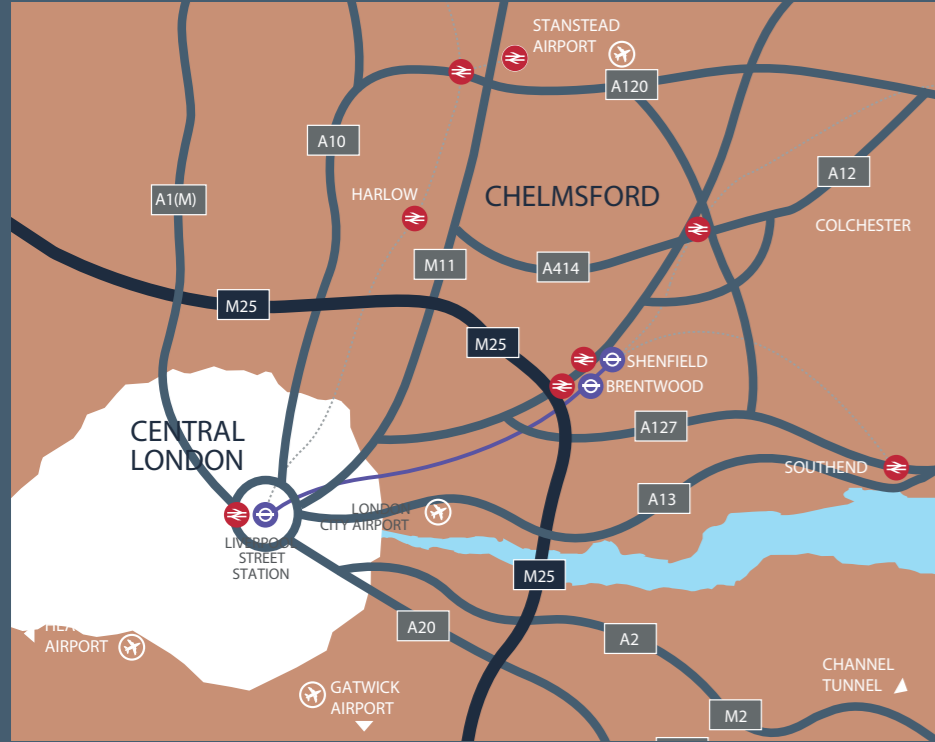 STANSTEAD
AIRPORT
A120
A10
A12
A1(M)
HARLOW
CHELMSFORD
COLCHESTER
M11
A414
M25
M25
SHENFIELD
BRENTWOOD
A127
CENTRAL
LONDON
SOUTHEND
A13
LONDON
CITY AIRPORT
STREET
STATION
M25
A20
A2
AIRPORT
CHANNEL
TUNNEL
GATWICK
AIRPORT
M2